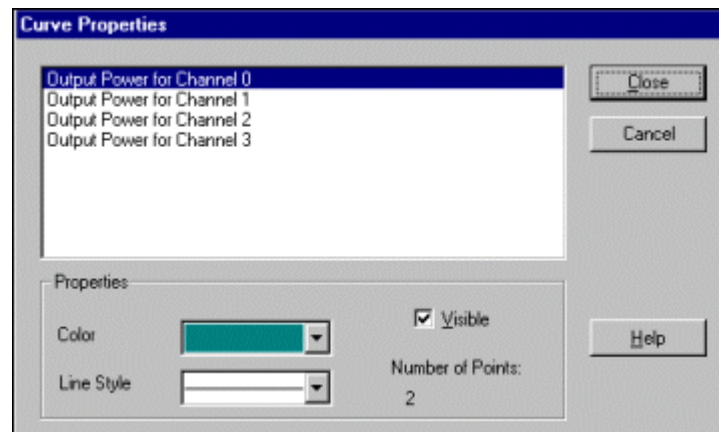 Curve Properties
Output Power for Channel 0
Output Power for Channel 1
Output Power for Channel 2
Output Power for Channel 3
Close
Cancel
Properties
Color
Visible
Line Style
Number of Points:
2
Help